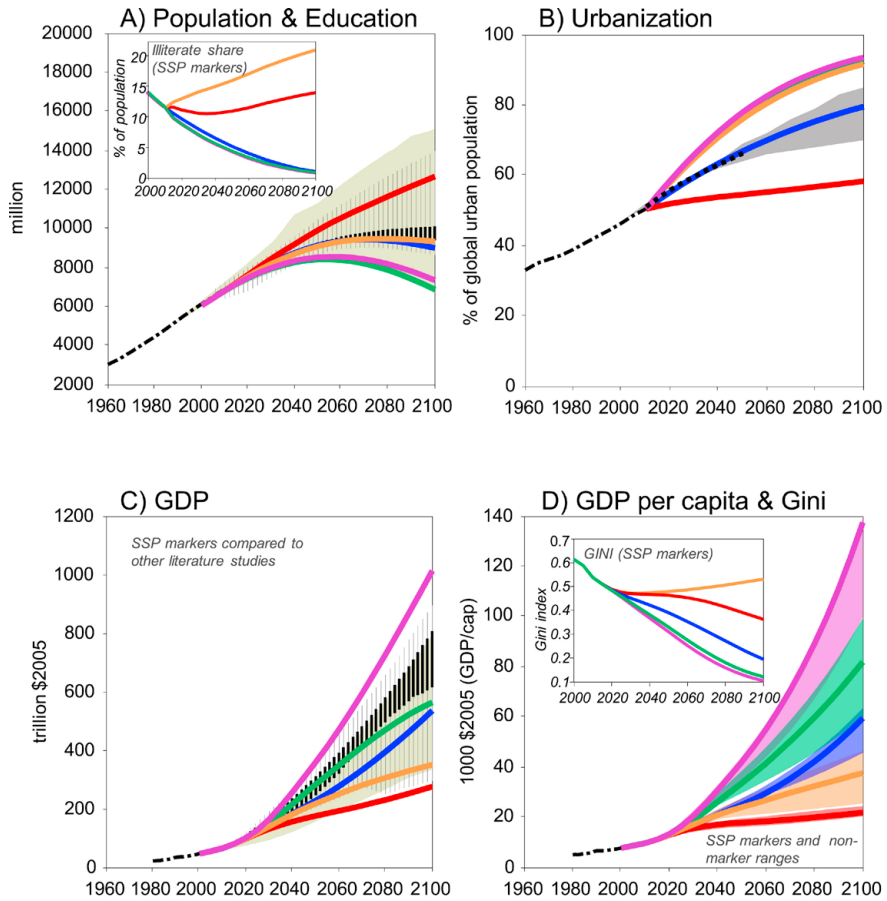 A) Population & Education
20000
18000
16000
14000
12000
10000
8000
6000
4000
2000
million
1960 1980 2000 2020 2040 2060 2080 2100
Illiterate share
(SSP markers)
% of population
20
15
10
5
0
2000 2020 2040 2060 2080 2100
B) Urbanization
100
80
60
40
20
0
% of global urban population
1960 1980 2000 2020 2040 2060 2080 2100
C) GDP
1200
1000
800
600
400
200
0
trillion $2005
SSP markers compared to
other literature studies
1960 1980 2000 2020 2040 2060 2080 2100
D) GDP per capita & Gini
140
120
100
80
60
40
20
0
1000 $2005 (GDP/cap)
GINI (SSP markers)
Gini index
0.7
0.6
0.5
0.4
0.3
0.2
0.1
2000 2020 2040 2060 2080 2100
SSP markers and non-
marker ranges
1960 1980 2000 2020 2040 2060 2080 2100